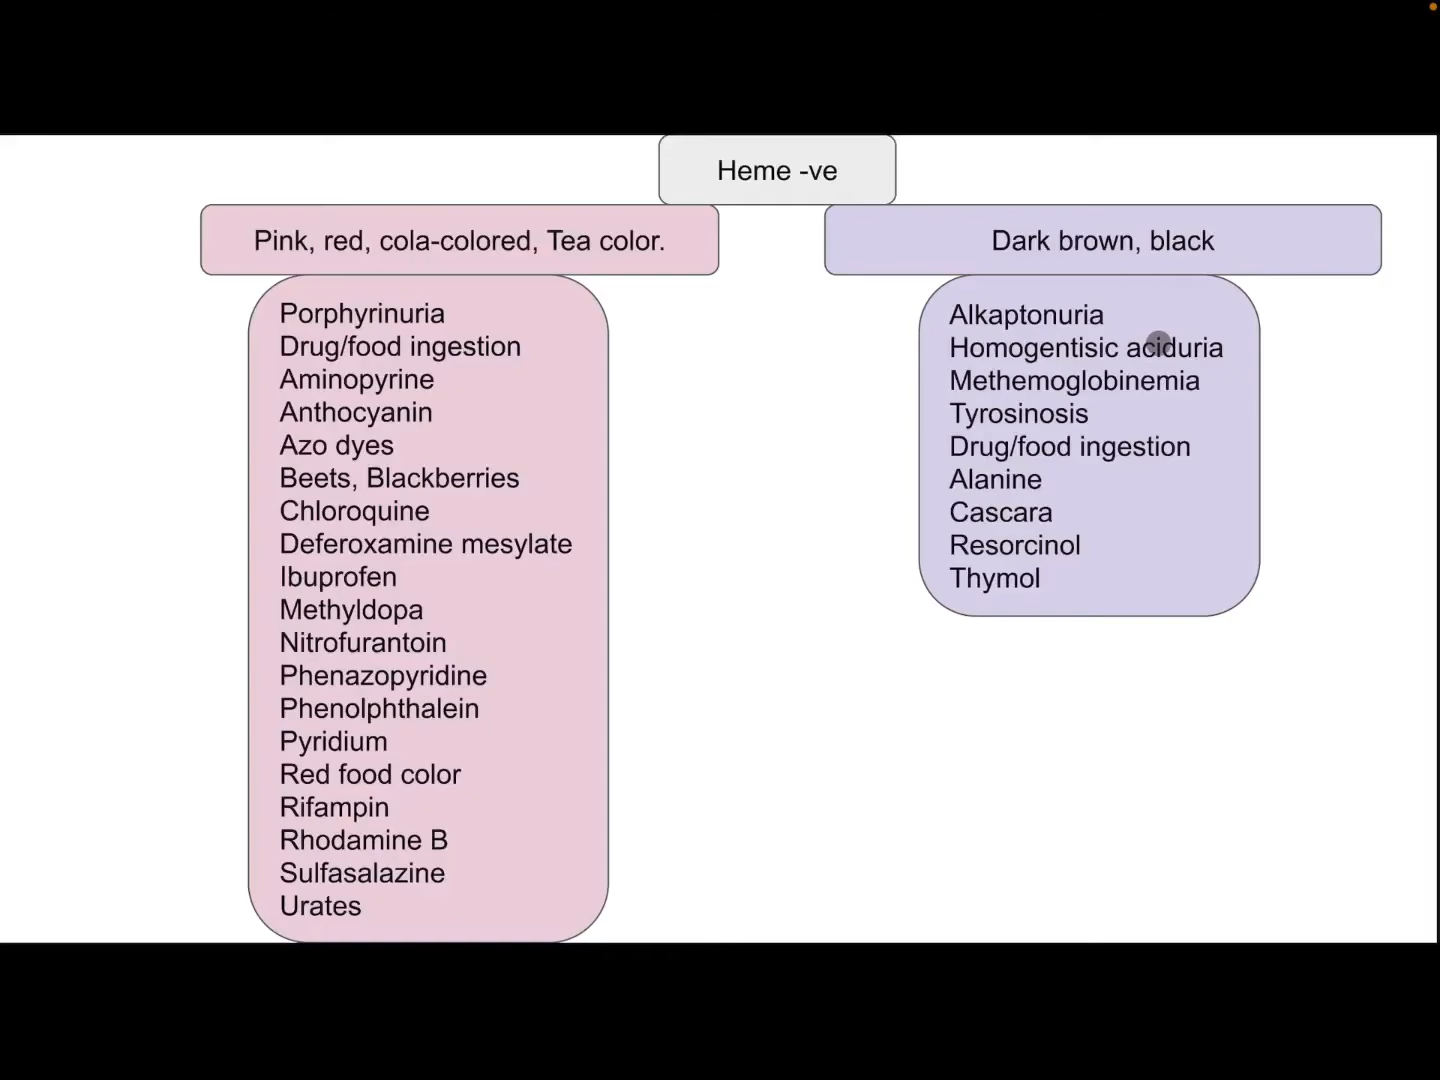 Heme -ve
Pink, red, cola-colored, Tea color.
Porphyrinuria
Drug/food ingestion
Aminopyrine
Anthocyanin
Azo dyes
Beets, Blackberries
Chloroquine
Deferoxamine mesylate
Ibuprofen
Methyldopa
Nitrofurantoin
Phenazopyridine
Phenolphthalein
Pyridium
Red food color
Rifampin
Rhodamine B
Sulfasalazine
Urates
Dark brown, black
Alkaptonuria
Homogentisic aciduria
Methemoglobinemia
Tyrosinosis
Drug/food ingestion
Alanine
Cascara
Resorcinol
Thymol